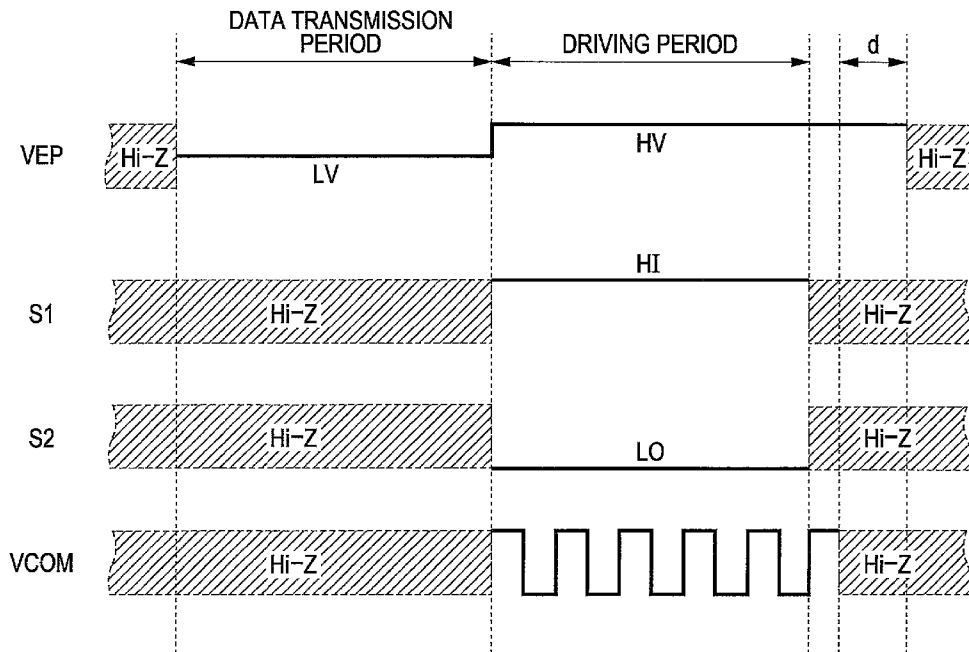 DATA TRANSMISSION
PERIOD
DRIVING PERIOD
d
VEP
Hi-Z
LV
HV
Hi-Z
S1
Hi-Z
HI
Hi-Z
S2
Hi-Z
LO
Hi-Z
VCOM
Hi-Z
Hi-Z